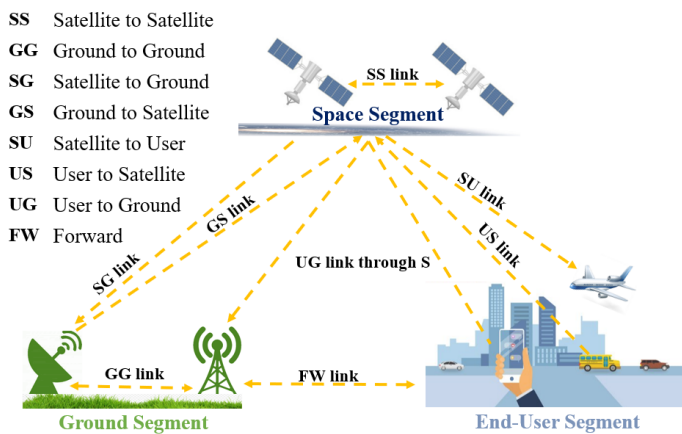 SS Satellite to Satellite
GG Ground to Ground
SG Satellite to Ground
GS Ground to Satellite
SU Satellite to User
US User to Satellite
UG User to Ground
FW Forward
SS link
Space Segment
SU link
GS link
US link
SG link
UG link through S
GG link
FW link
Ground Segment
End-User Segment